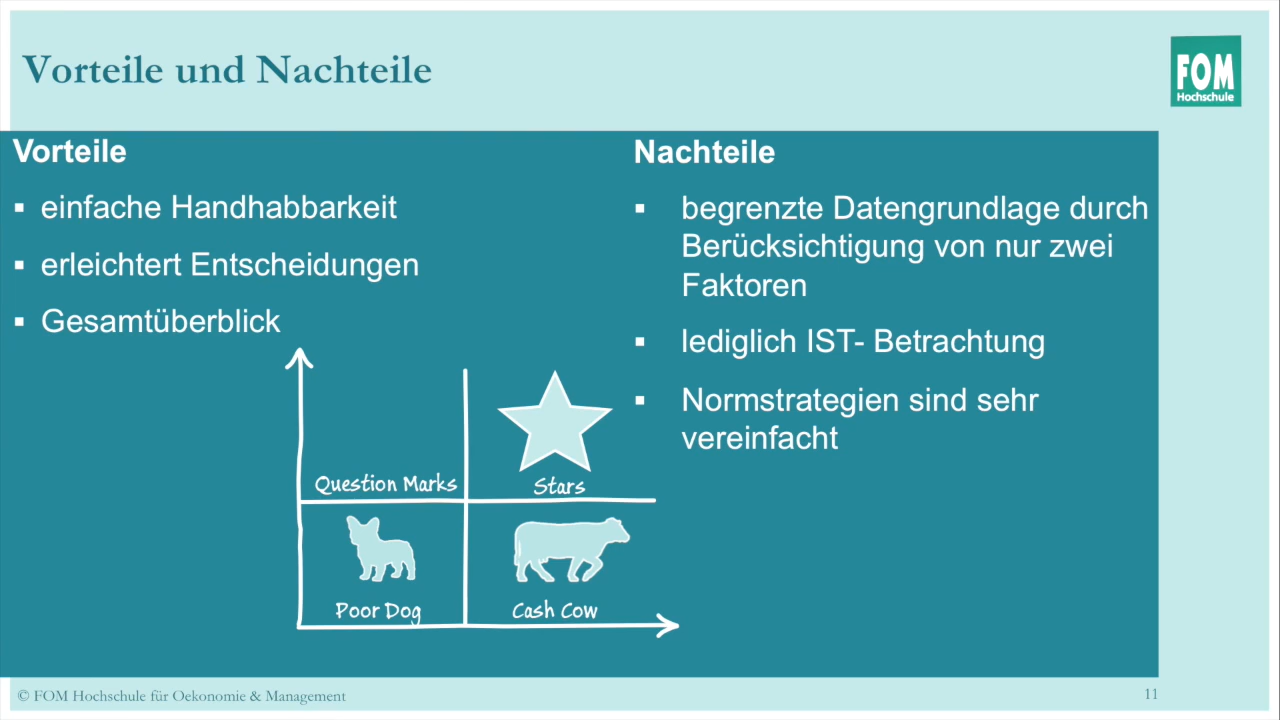 Vorteile und Nachteile
FOM
Hochschule
Vorteile
▪ einfache Handhabbarkeit
▪ erleichtert Entscheidungen
▪ Gesamtüberblick
Nachteile
▪ begrenzte Datengrundlage durch
Berücksichtigung von nur zwei
Faktoren
▪ lediglich IST- Betrachtung
▪ Normstrategien sind sehr
vereinfacht
Question Marks
Stars
Poor Dog
Cash Cow
© FOM Hochschule für Oekonomie & Management
11